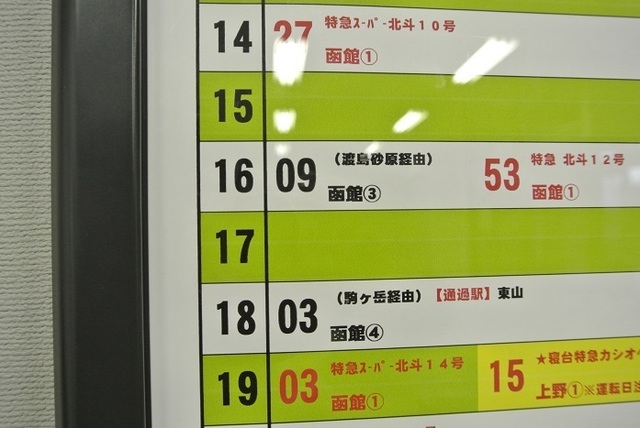 14 27 特急スーパー北斗10号
函館①
15
16 09 (渡島砂原経由) 53 特急 北斗12号
函館③ 函館①
17
18 03 (駒ヶ岳経由)【通過駅】東山
函館④
19 03 特急スーパー北斗14号 15 ★寝台特急カシオ
函館① 上野①※運転日